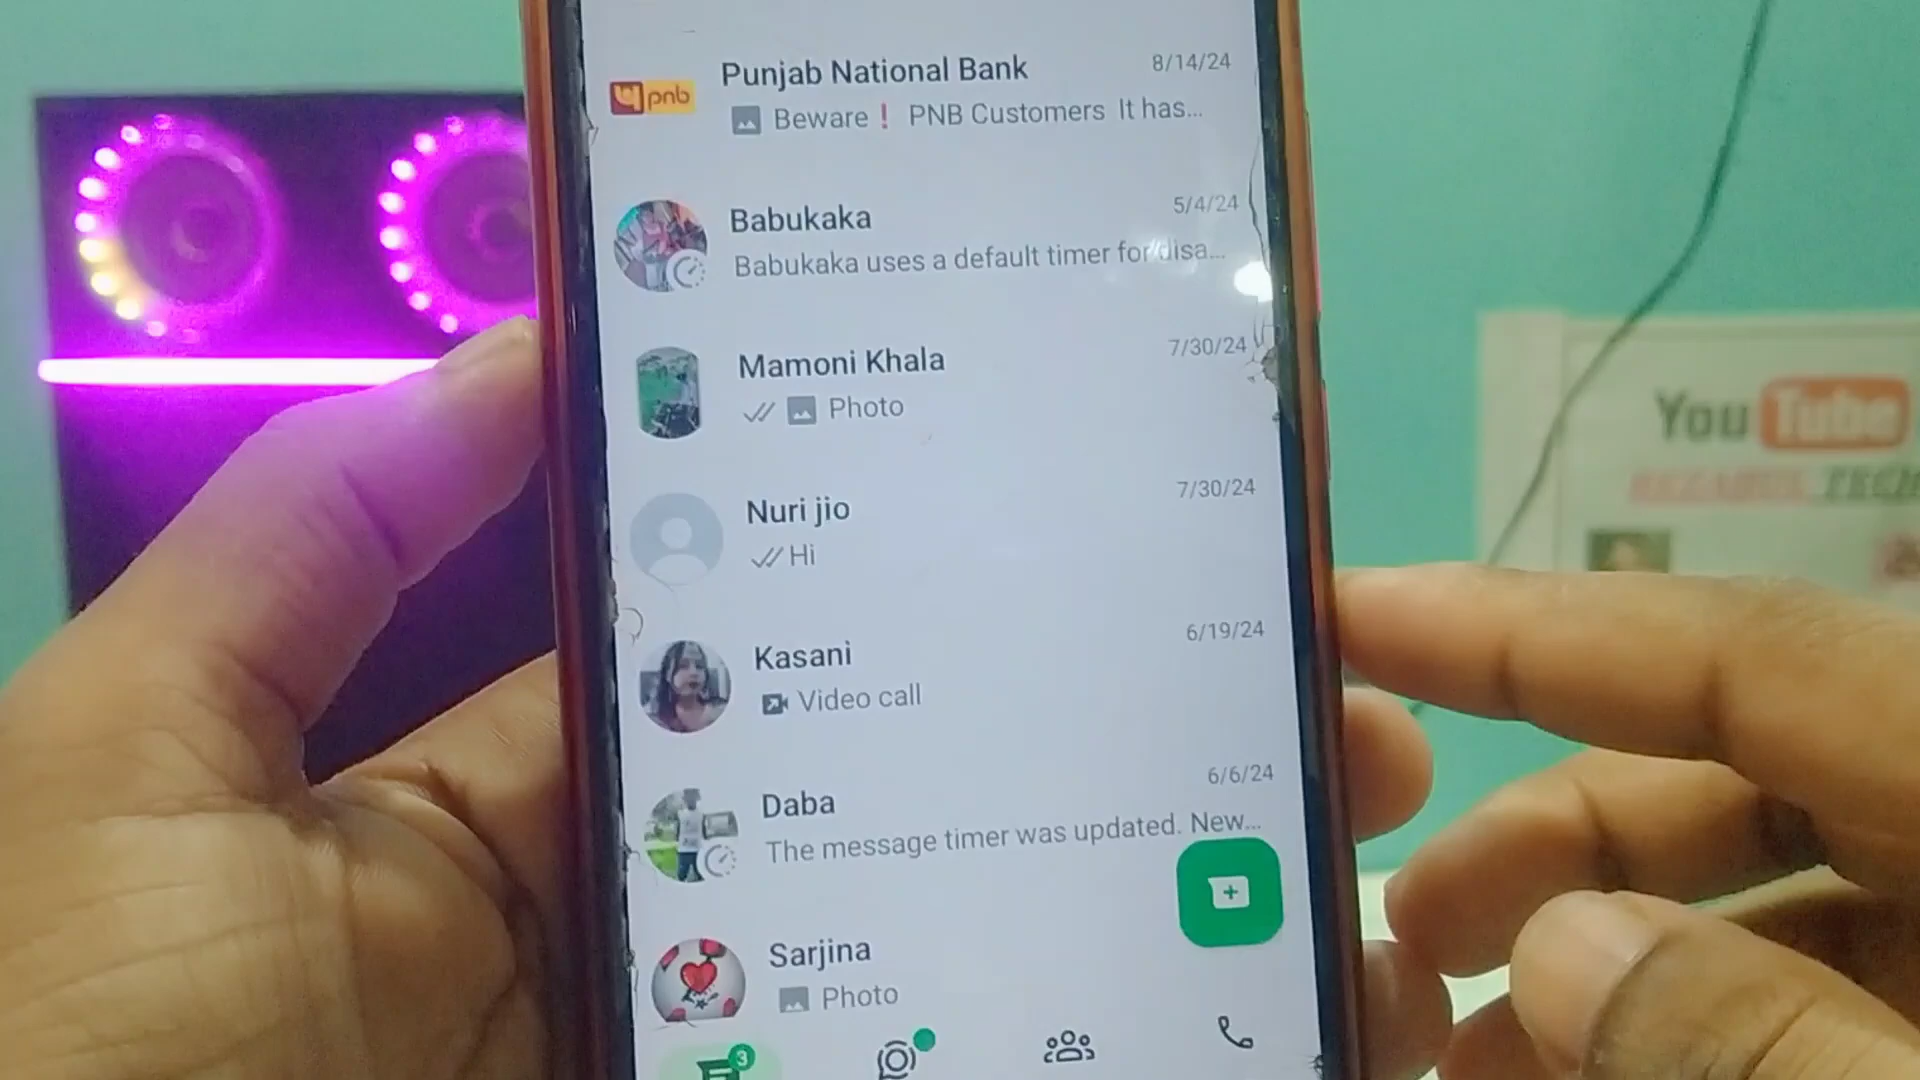 Punjab National Bank
8/14/24
pnb
Beware❗ PNB Customers It has...
Babukaka
5/4/24
Babukaka uses a default timer for disa...
Mamoni Khala
7/30/24
Photo
Nuri jio
7/30/24
Hi
Kasani
6/19/24
Video call
Daba
6/6/24
The message timer was updated. New...
Sarjina
Photo
3
YouTube
TECH